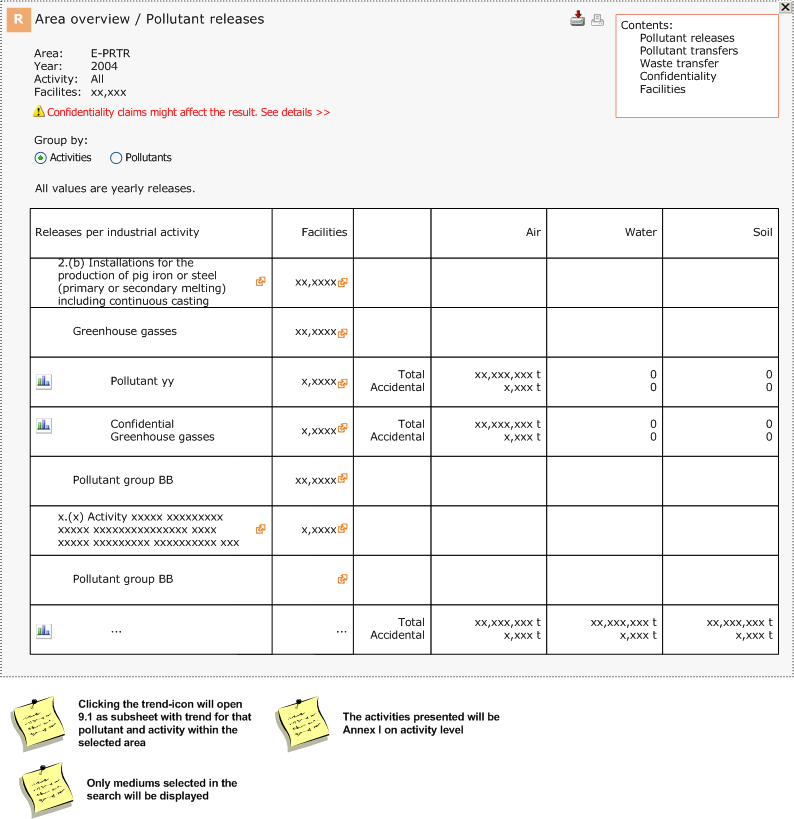 R Area overview / Pollutant releases
Contents:
Pollutant releases
Pollutant transfers
Waste transfer
Confidentiality
Facilities
Area: E-PRTR
Year: 2004
Activity: All
Facilites: xx,xxx
Confidentiality claims might affect the result. See details >>
Group by:
Activities Pollutants
All values are yearly releases.
Releases per industrial activity Facilities Air Water Soil
2.(b) Installations for the
production of pig iron or steel
(primary or secondary melting)
including continuous casting
xx,xxxx
Greenhouse gasses xx,xxxx
Pollutant yy x,xxxx
Total xx,xxx,xxx t 0 0
Accidental x,xxx t 0 0
Confidential
Greenhouse gasses
x,xxxx
Total xx,xxx,xxx t 0 0
Accidental x,xxx t 0 0
Pollutant group BB xx,xxxx
x.(x) Activity xxxxx xxxxxxxxx
xxxxx xxxxxxxxxxxxxxx xxxx
xxxxx xxxxxxxxx xxxxxxxxxx xxx
x,xxxx
Pollutant group BB
... ...
Total xx,xxx,xxx t xx,xxx,xxx t xx,xxx,xxx t
Accidental x,xxx t x,xxx t x,xxx t
Clicking the trend-icon will open
9.1 as subsheet with trend for that
pollutant and activity within the
selected area
The activities presented will be
Annex I on activity level
Only mediums selected in the
search will be displayed